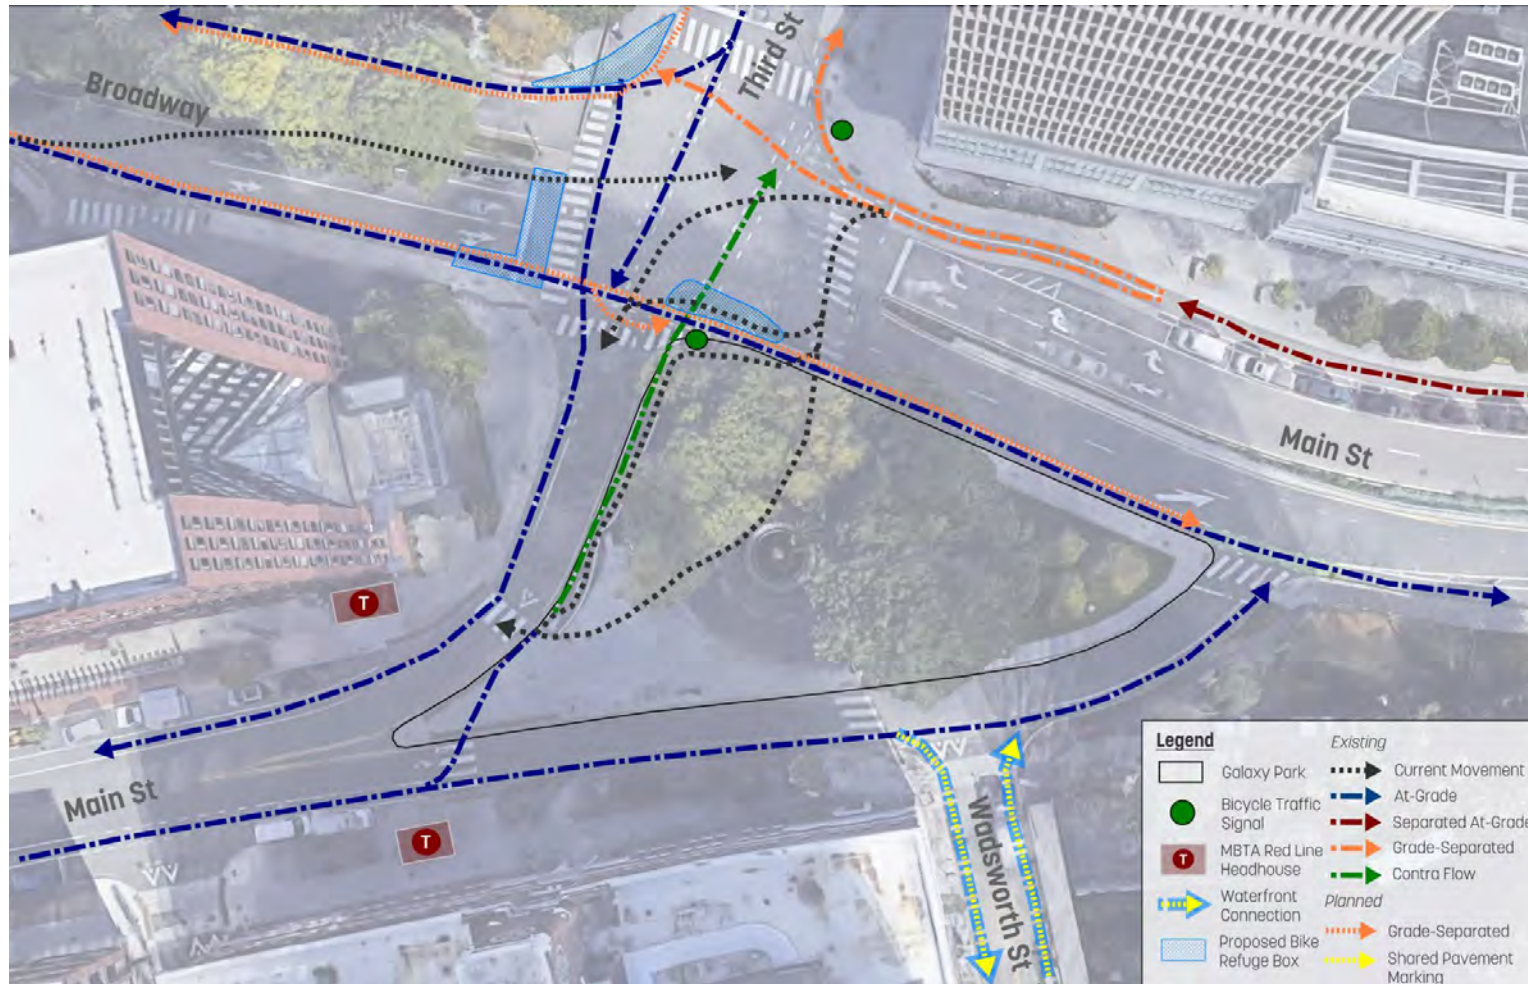 Third St
Broadway
Main St
T
Main St
T
Wadsworth St
Legend
Galaxy Park
Bicycle Traffic
Signal
T
MBTA Red Line
Headhouse
Waterfront
Connection
Proposed Bike
Refuge Box
Existing
Current Movement
At-Grade
Separated At-Grade
Grade-Separated
Contra Flow
Planned
Grade-Separated
Shared Pavement
Marking